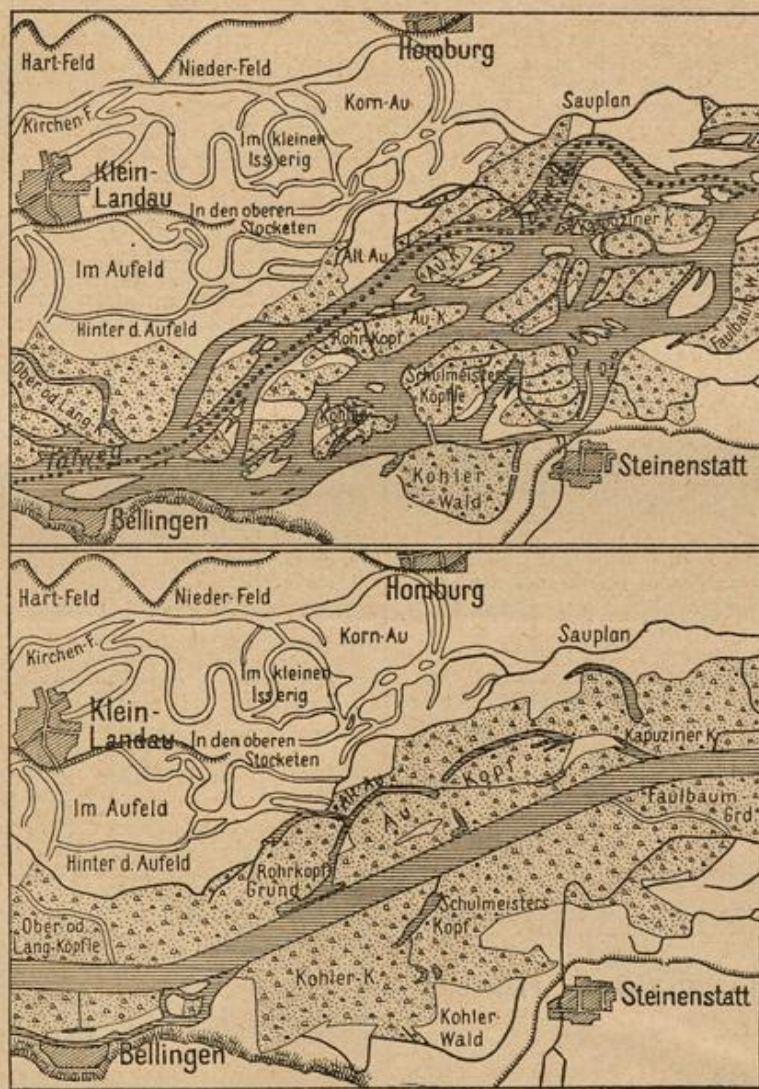 Homburg
Hart-Feld
Nieder-Feld
Korn-Au
Sauplan
Kirchen-F.
Im kleinen
Isserig
Klein-
Landau
In den oberen
Stocketen
Kapuziner K.
Alt Au
Au-K
Im Aufeld
Au-K
Hinter d. Aufeld
Rohr-Kopf
Faulbaum W.
Ober od.
Lang-
Schulmeisters
Köpfle
Kohler
Talweg
Kohler
Wald
Steinenstatt
Bellingen
Homburg
Hart-Feld
Nieder-Feld
Korn-Au
Sauplan
Kirchen-F.
Im kleinen
Isserig
Klein-
Landau
In den oberen
Stocketen
Kapuziner K.
Alt-Au
Kopf
Im Aufeld
Au
Faulbaum
Grd
Hinter d. Aufeld
Rohrkopf
Grund
Schulmeisters
Kopf
Ober od.
Lang-Köpfle
Kohler-K.
Steinenstatt
Kohler-
Wald
Bellingen